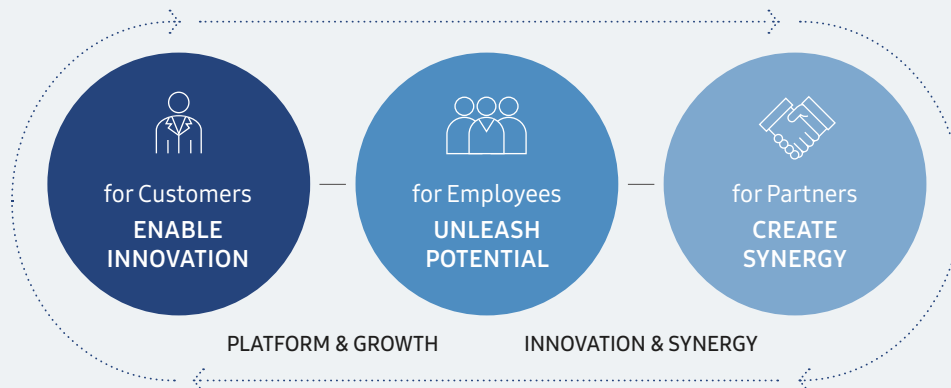 for Customers
ENABLE
INNOVATION
for Employees
UNLEASH
POTENTIAL
for Partners
CREATE
SYNERGY
PLATFORM & GROWTH
INNOVATION & SYNERGY